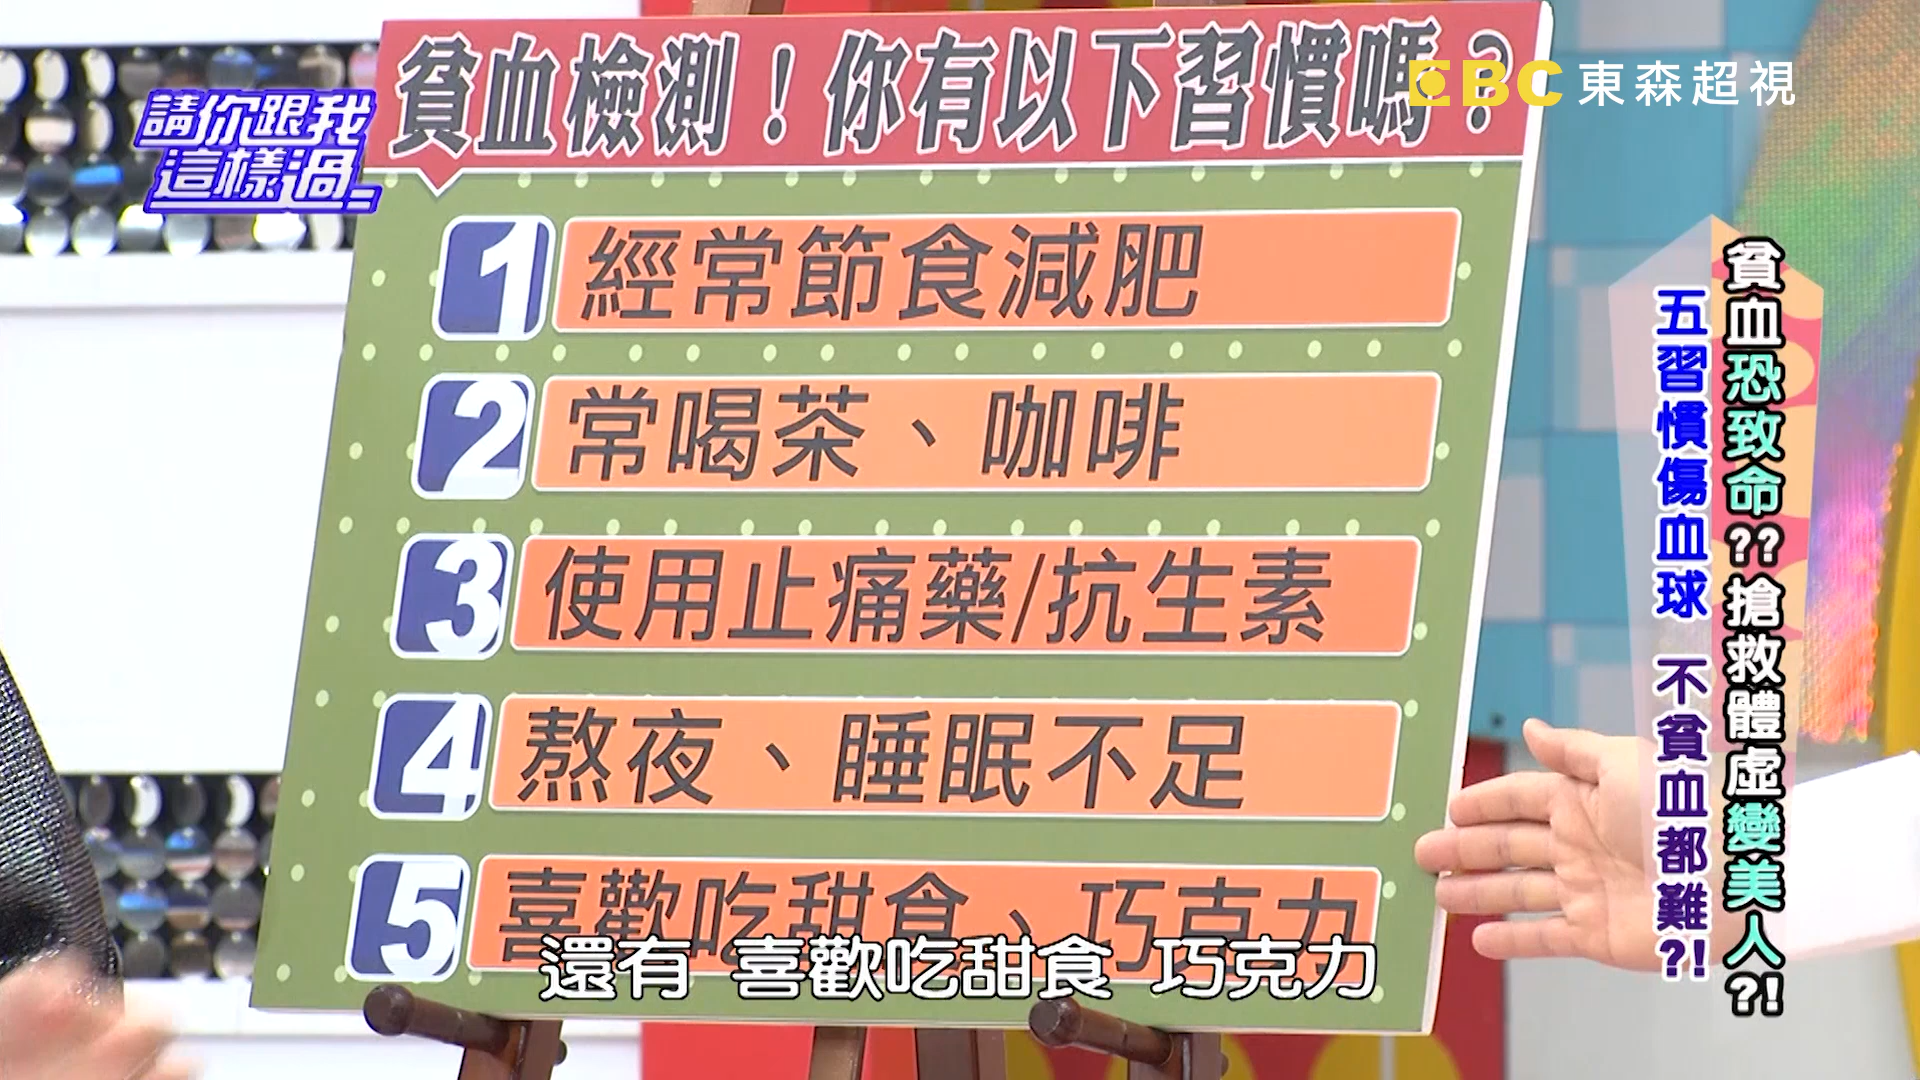 貧血檢測！你有以下習慣嗎？
EBC 東森超視
請你跟我
這樣過
1 經常節食減肥
2 常喝茶、咖啡
3 使用止痛藥/抗生素
4 熬夜、睡眠不足
5 喜歡吃甜食、巧克力
還有 喜歡吃甜食 巧克力
貧血恐致命??搶救體虛變美人?!
五習慣傷血球 不貧血都難?!